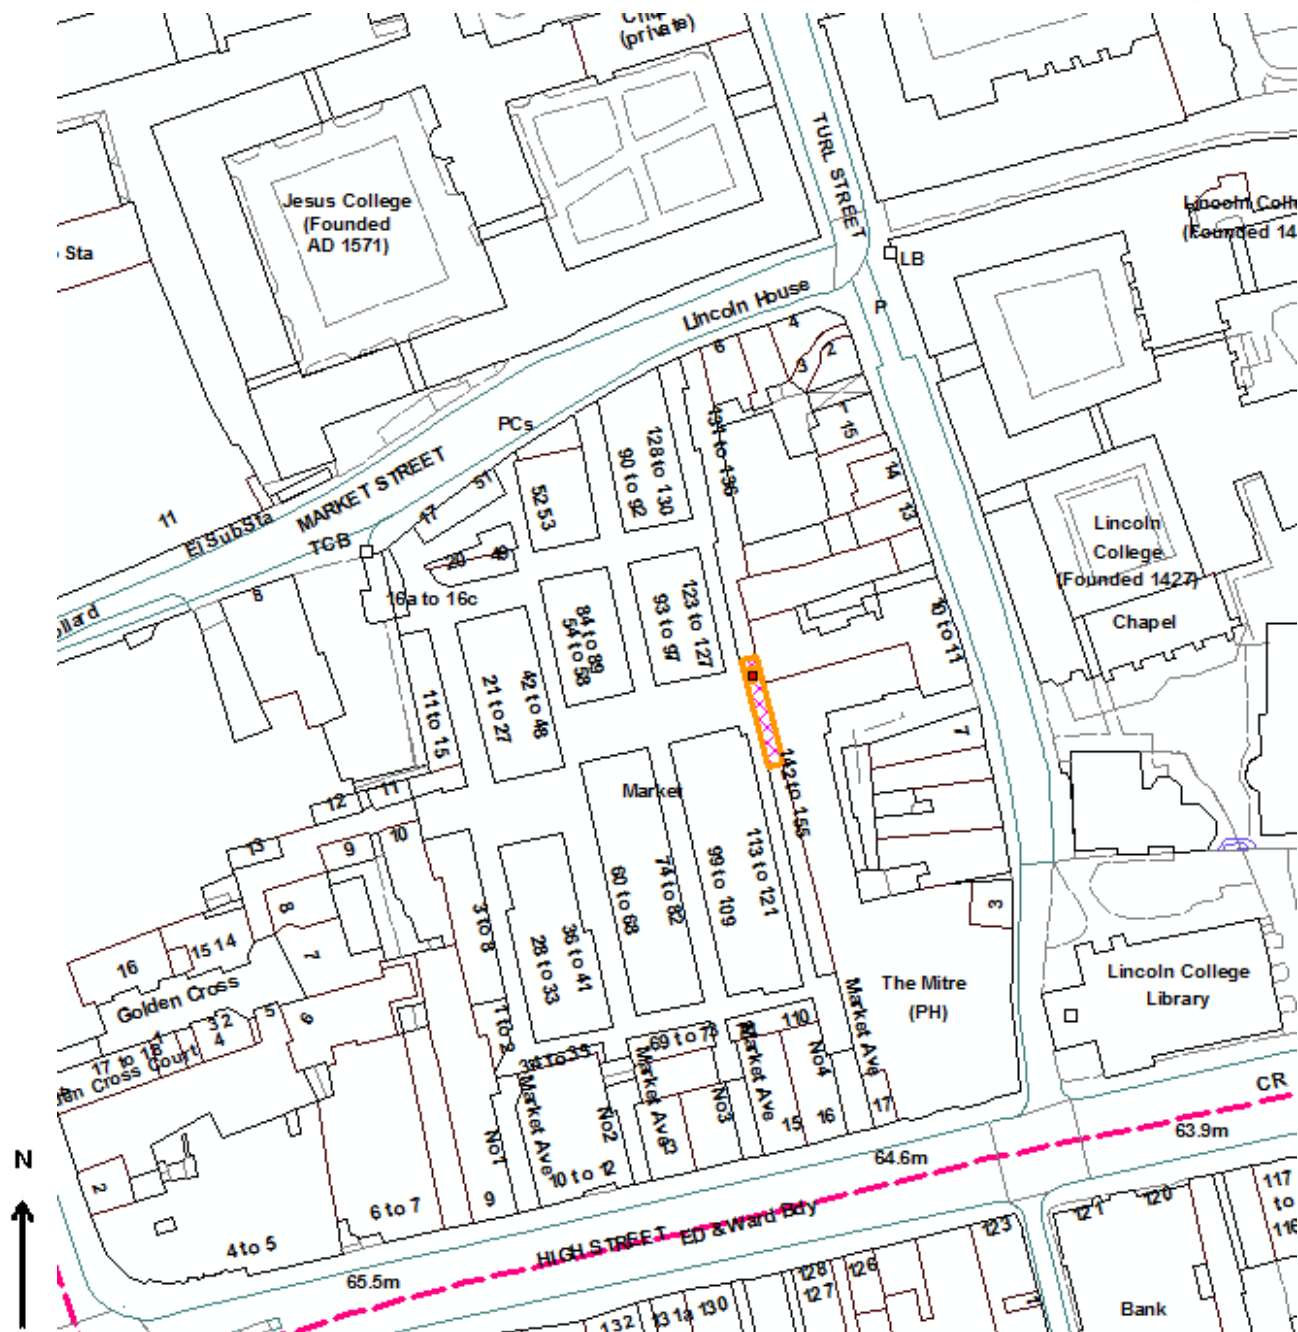 (private)
TURL STREET
Jesus College
(Founded
AD 1571)
Sta
LB
P
Lincoln House
4
6
2
3
1
15
14
13
131 to 136
128 to 130
90 to 92
PCs
MARKET STREET
51
17
52 53
11
El Sub Sta
TCB
20
49
16a to 16c
8
ollard
Lincoln
College
(Founded 1427)
Chapel
10 to 11
123 to 127
93 to 97
84 to 89
54 to 58
42 to 48
21 to 27
11 to 15
7
142 to 155
Market
11
12
10
9
13
113 to 121
99 to 109
74 to 82
60 to 68
36 to 41
28 to 33
3 to 8
3
8
7
15 14
16
Golden Cross
5
6
3 2
4
1
17 to 18
den Cross Court
The Mitre
(PH)
Lincoln College
Library
Market Ave
110
No4
69 to 73
Market Ave
34 to 35
1 to 2
Market Ave
Market Ave
No3
No2
No1
13
15
16
17
10 to 12
9
6 to 7
4 to 5
2
N
CR
63.9m
64.6m
65.5m
HIGH STREET
ED & Ward Bdy
123
121
120
117
to
116
128
127
126
130
131a
132
Bank